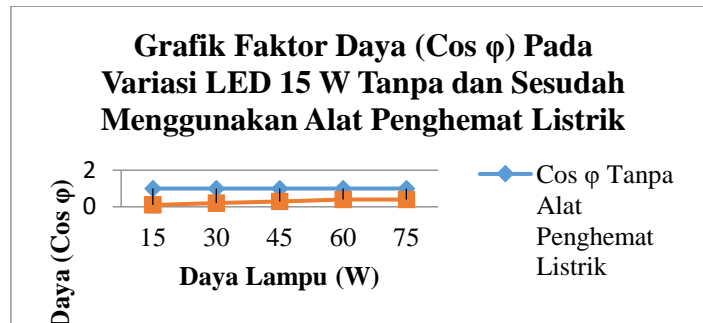 Grafik Faktor Daya (Cos φ) Pada
Variasi LED 15 W Tanpa dan Sesudah
Menggunakan Alat Penghemat Listrik
2
0
15 30 45 60 75
Daya Lampu (W)
Daya (Cos φ)
Cos φ Tanpa
Alat
Penghemat
Listrik